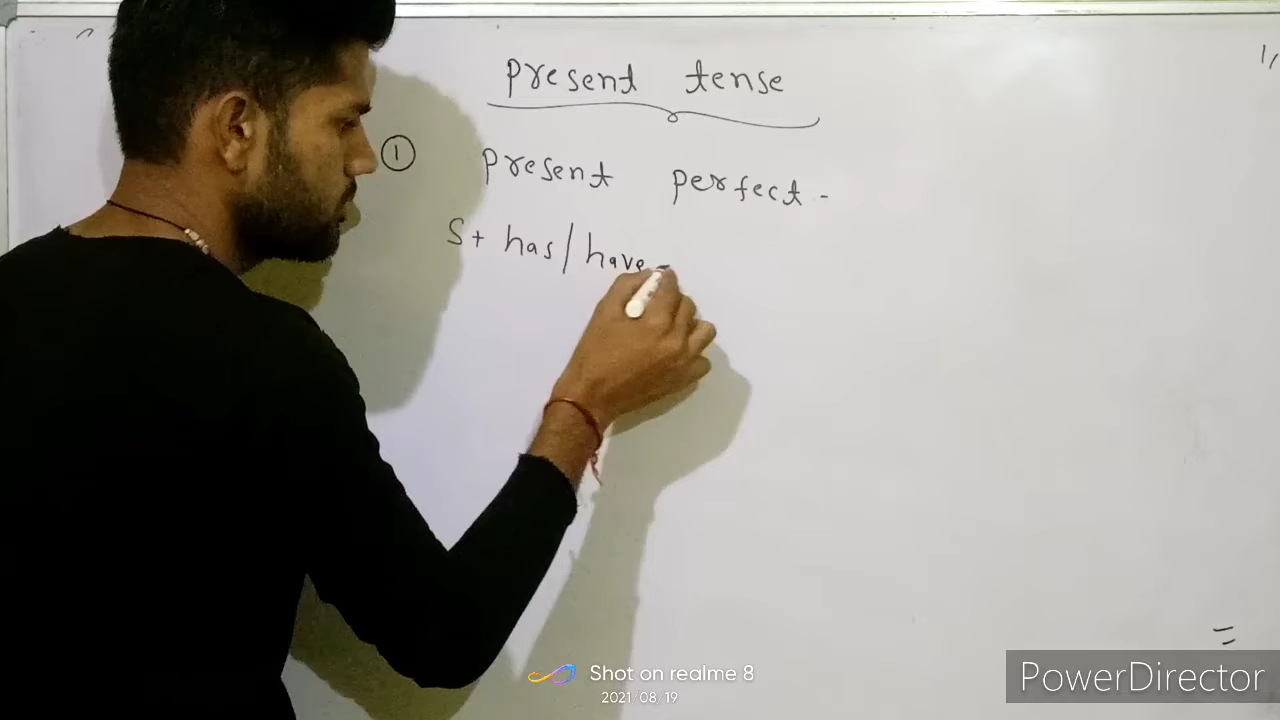 present tense
① present perfect -
S+ has/have
Shot on realme 8
2021/08/19
PowerDirector